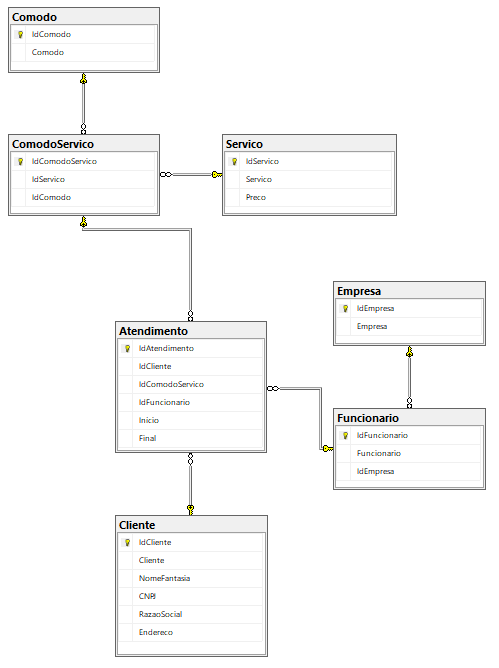 Comodo
IdComodo
Comodo
ComodoServico
IdComodoServico
IdServico
IdComodo
Servico
IdServico
Servico
Preco
Empresa
IdEmpresa
Empresa
Atendimento
IdAtendimento
IdCliente
IdComodoServico
IdFuncionario
Inicio
Final
Funcionario
IdFuncionario
Funcionario
IdEmpresa
Cliente
IdCliente
Cliente
NomeFantasia
CNPJ
RazaoSocial
Endereco